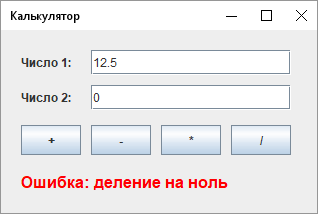 Калькулятор
Число 1: 12.5
Число 2: 0
+ - * /
Ошибка: деление на ноль